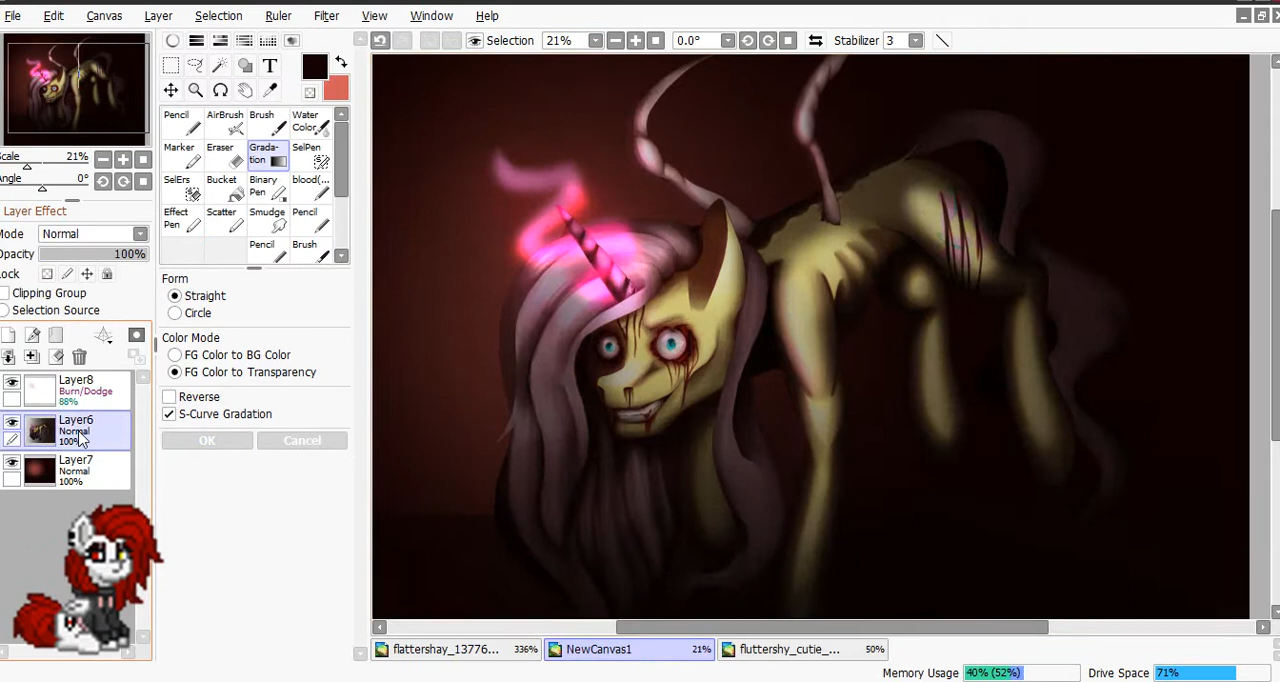 File Edit Canvas Layer Selection Ruler Filter View Window Help
Selection 21% 0.0° Stabilizer 3
T
Scale 21%
Angle 0°
Layer Effect
Mode Normal
Opacity 100%
Lock
Clipping Group
Selection Source
Layer8
Burn/Dodge
88%
Layer6
Normal
100%
Layer7
Normal
100%
Pencil AirBrush Brush Water
Color
Marker Eraser Grada- SelPen
tion
SelErs Bucket Binary blood(...
Pen
Effect Scatter Smudge Pencil
Pen
Pencil Brush
Form
Straight
Circle
Color Mode
FG Color to BG Color
FG Color to Transparency
Reverse
S-Curve Gradation
OK Cancel
flattershay_13776... 336% NewCanvas1 21% fluttershy_cutie_... 50%
Memory Usage 40% (52%) Drive Space 71%